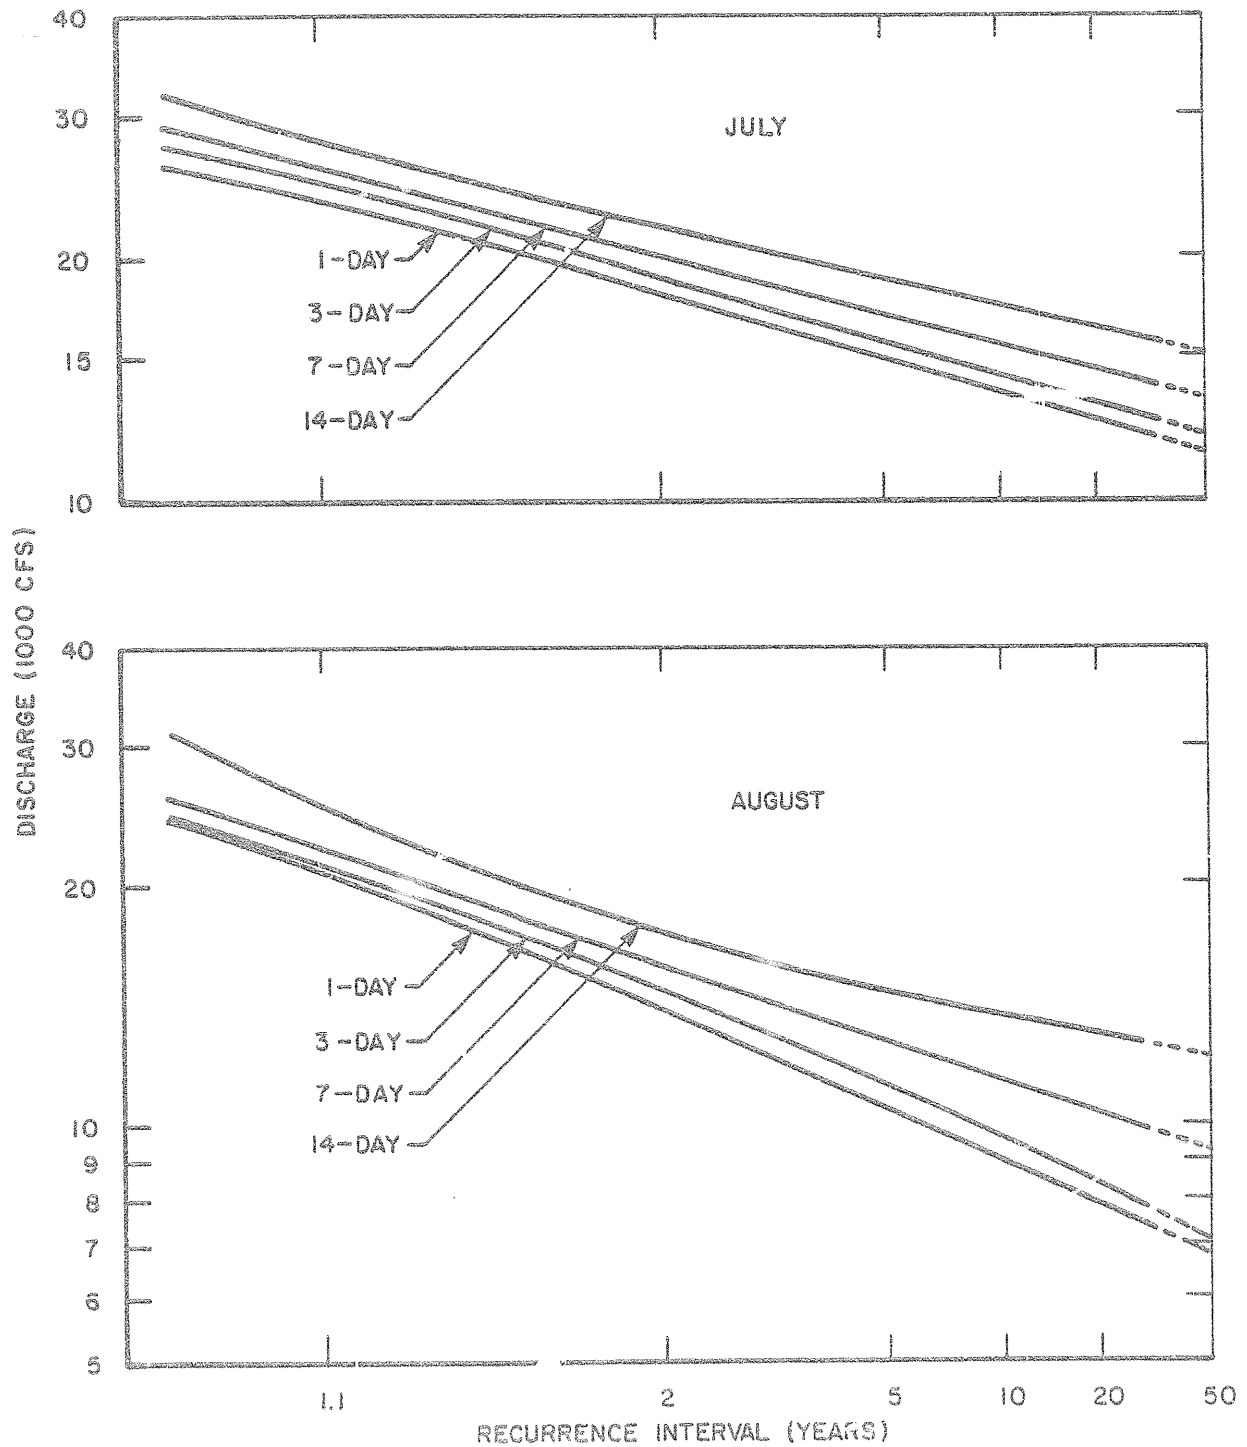 40
30
20
15
10
JULY
1-DAY
3-DAY
7-DAY
14-DAY
DISCHARGE (1000 CFS)
40
30
20
10
9
8
7
6
5
AUGUST
1-DAY
3-DAY
7-DAY
14-DAY
1.1 2 5 10 20 50
RECURRENCE INTERVAL (YEARS)